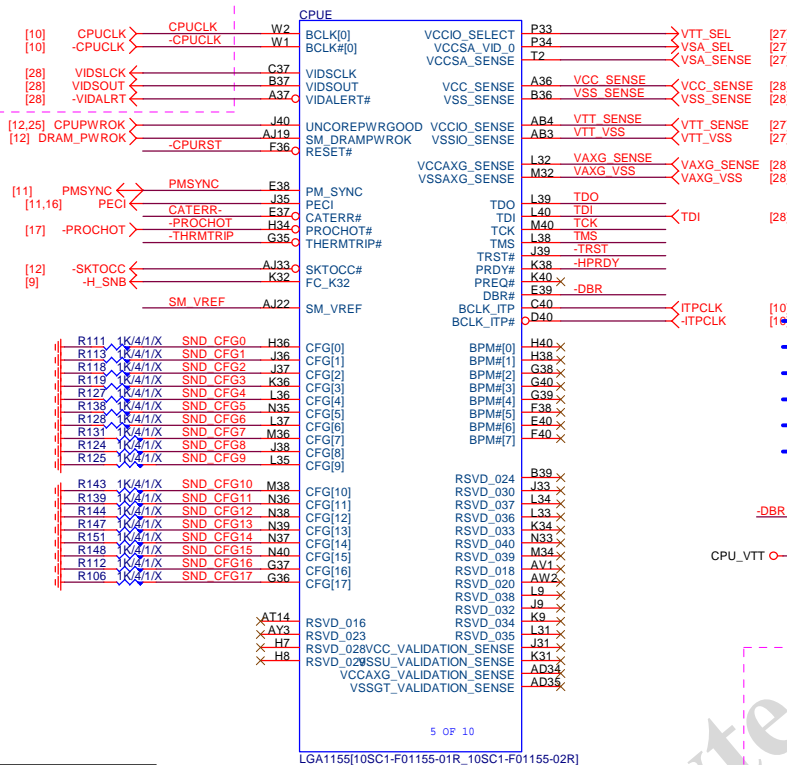 CPUE
[10] CPUCLK CPUCLK W2 BCLK[0] VCCIO_SELECT P33 VTT_SEL [27
[10] -CPUCLK -CPUCLK W1 BCLK#[0] VCCSA_VID_0 P34 VSA_SEL [27
VCCSA_SENSE T2 VSA_SENSE [27
[28] VIDSLCK C37 VIDSCLK
[28] VIDSOUT B37 VIDSOUT VCC_SENSE A36 VCC_SENSE VCC_SENSE [28
[28] -VIDALRT A37 VIDALERT# VSS_SENSE B36 VSS_SENSE VSS_SENSE [28
[12,25] CPUPWROK J40 UNCOREPWRGOOD VCCIO_SENSE AB4 VTT_SENSE VTT_SENSE [27
[12] DRAM_PWROK AJ19 SM_DRAMPWROK VSSIO_SENSE AB3 VTT_VSS VTT_VSS [27
-CPURST F36 RESET#
VCCAXG_SENSE L32 VAXG_SENSE VAXG_SENSE [28
VSSAXG_SENSE M32 VAXG_VSS VAXG_VSS [28
[11] PMSYNC PMSYNC E38 PM_SYNC
[11,16] PECI J35 PECI TDO L39 TDO
CATERR- E37 CATERR# TDI L40 TDI TDI [28
[17] -PROCHOT -PROCHOT H34 PROCHOT# TCK M40 TCK
-THRMTRIP G35 THERMTRIP# TMS L38 TMS
TRST# J39 -TRST
[12] -SKTOCC AJ33 SKTOCC# PRDY# K38 -HPRDY
[9] -H_SNB K32 FC_K32 PREQ# K40
DBR# E39 -DBR
SM_VREF AJ22 SM_VREF BCLK_ITP C40 ITPCLK [10
BCLK_ITP# D40 -ITPCLK
R111 1K/4/1/X SND_CFG0 H36 CFG[0] BPM#[0] H40
R113 1K/4/1/X SND_CFG1 J36 CFG[1] BPM#[1] H38
R118 1K/4/1/X SND_CFG2 J37 CFG[2] BPM#[2] G38
R119 1K/4/1/X SND_CFG3 K36 CFG[3] BPM#[3] G40
R127 1K/4/1/X SND_CFG4 L36 CFG[4] BPM#[4] G39
R138 1K/4/1/X SND_CFG5 N35 CFG[5] BPM#[5] F38
R128 1K/4/1/X SND_CFG6 L37 CFG[6] BPM#[6] E40
R131 1K/4/1/X SND_CFG7 M36 CFG[7] BPM#[7] F40
R124 1K/4/1/X SND_CFG8 J38 CFG[8]
R125 1K/4/1/X SND_CFG9 L35 CFG[9]
RSVD_024 B39
R143 1K/4/1/X SND_CFG10 M38 CFG[10] RSVD_030 J33
R139 1K/4/1/X SND_CFG11 N36 CFG[11] RSVD_037 L34
R144 1K/4/1/X SND_CFG12 N38 CFG[12] RSVD_036 L33 -DBR
R147 1K/4/1/X SND_CFG13 N39 CFG[13] RSVD_033 K34
R151 1K/4/1/X SND_CFG14 N37 CFG[14] RSVD_040 N33
R148 1K/4/1/X SND_CFG15 N40 CFG[15] RSVD_039 M34 CPU_VTT
R112 1K/4/1/X SND_CFG16 G37 CFG[16] RSVD_018 AV1
R106 1K/4/1/X SND_CFG17 G36 CFG[17] RSVD_020 AW2
RSVD_038 L9
RSVD_032 J9
AT14 RSVD_016 RSVD_034 K9
AY3 RSVD_023 RSVD_035 L31
H7 RSVD_028 VCC_VALIDATION_SENSE J31
H8 RSVD_029 VSSU_VALIDATION_SENSE K31
VCCAXG_VALIDATION_SENSE AD34
VSSGT_VALIDATION_SENSE AD35
5 OF 10
LGA1155[10SC1-F01155-01R_10SC1-F01155-02R]